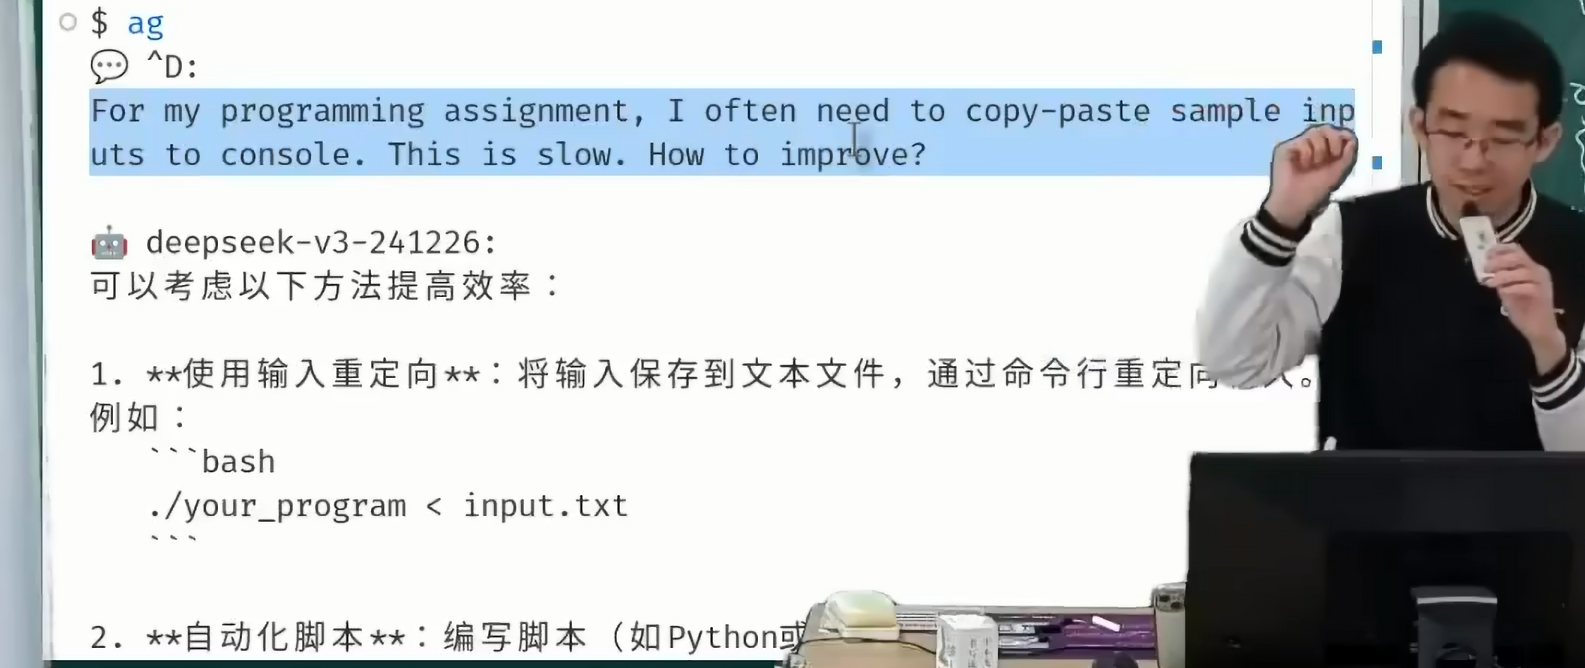 $ ag
💬 ^D:
For my programming assignment, I often need to copy-paste sample inp
uts to console. This is slow. How to improve?
🤖 deepseek-v3-241226:
可以考虑以下方法提高效率：
1. **使用输入重定向**：将输入保存到文本文件，通过命令行重定向
例如：
```bash
./your_program < input.txt
```
2. **自动化脚本**：编写脚本（如Python或